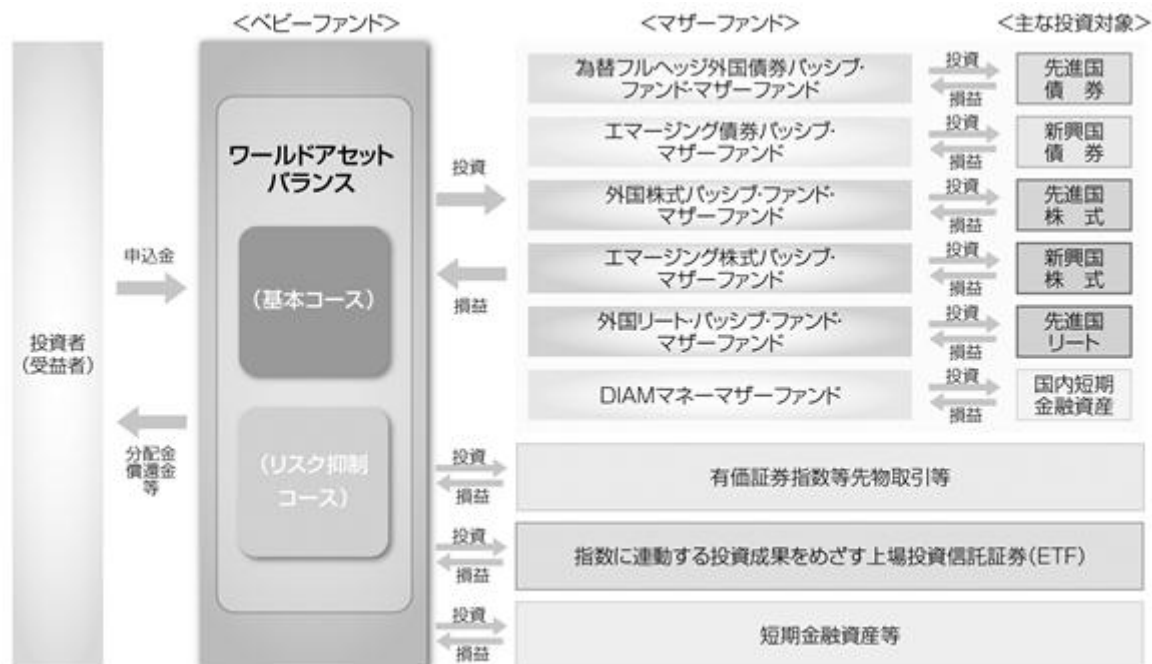 <ベビーファンド>
<マザーファンド>
<主な投資対象>
投資者
(受益者)
申込金
分配金
償還金
等
ワールドアセット
バランス
(基本コース)
(リスク抑制
コース)
投資
損益
為替フルヘッジ外国債券パッシブ・
ファンド・マザーファンド
投資
損益
先進国
債 券
エマージング債券パッシブ・
マザーファンド
投資
損益
新興国
債 券
外国株式パッシブ・ファンド・
マザーファンド
投資
損益
先進国
株 式
エマージング株式パッシブ・
マザーファンド
投資
損益
新興国
株 式
外国リート・パッシブ・ファンド・
マザーファンド
投資
損益
先進国
リート
DIAMマネーマザーファンド
投資
損益
国内短期
金融資産
投資
損益
有価証券指数等先物取引等
投資
損益
指数に連動する投資成果をめざす上場投資信託証券(ETF)
投資
損益
短期金融資産等